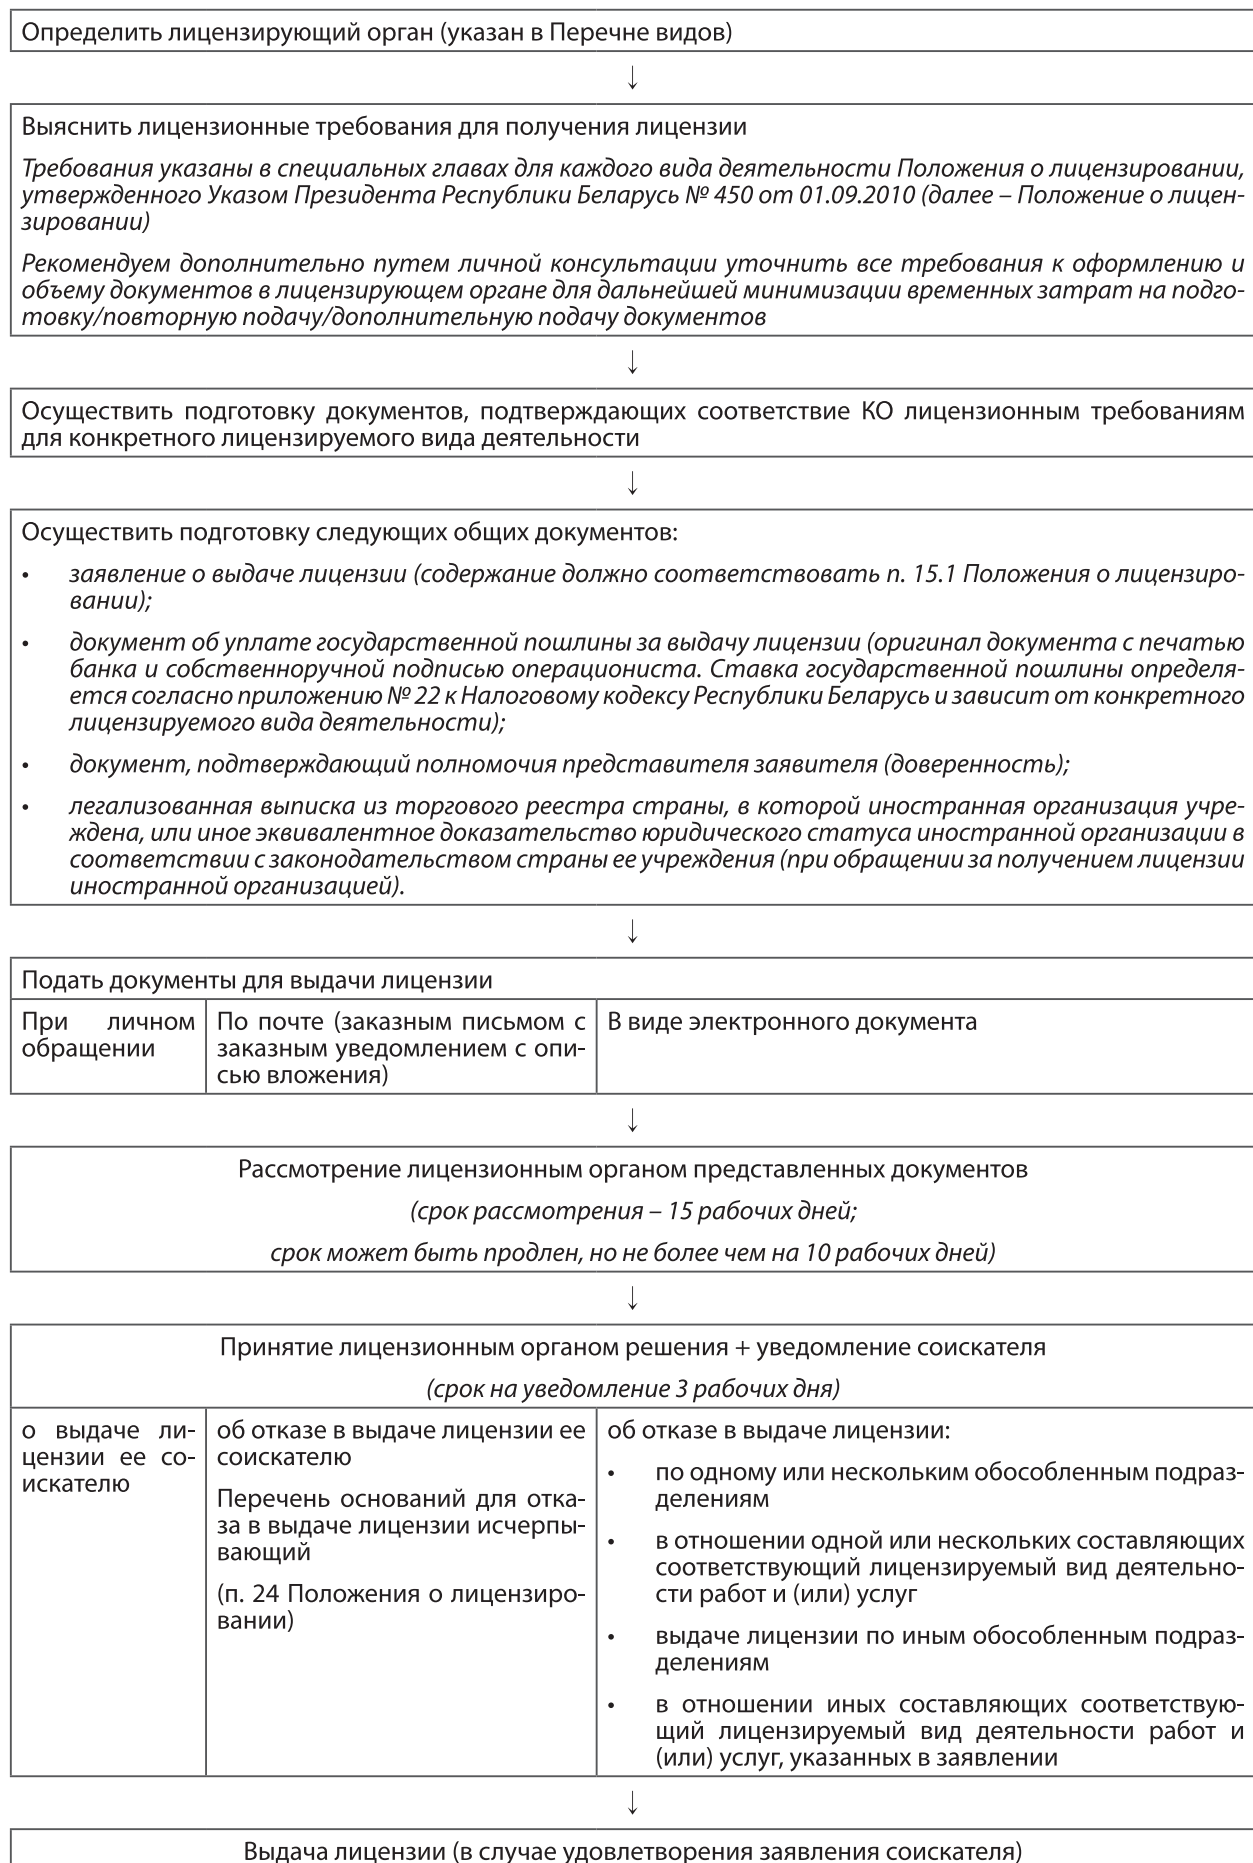 Определить лицензирующий орган (указан в Перечне видов)
↓
Выяснить лицензионные требования для получения лицензии
Требования указаны в специальных главах для каждого вида деятельности Положения о лицензировании,
утвержденного Указом Президента Республики Беларусь № 450 от 01.09.2010 (далее – Положение о лицен-
зировании)
Рекомендуем дополнительно путем личной консультации уточнить все требования к оформлению и
объему документов в лицензирующем органе для дальнейшей минимизации временных затрат на подго-
товку/повторную подачу/дополнительную подачу документов
↓
Осуществить подготовку документов, подтверждающих соответствие КО лицензионным требованиям
для конкретного лицензируемого вида деятельности
↓
Осуществить подготовку следующих общих документов:
• заявление о выдаче лицензии (содержание должно соответствовать п. 15.1 Положения о лицензиро-
вании);
• документ об уплате государственной пошлины за выдачу лицензии (оригинал документа с печатью
банка и собственноручной подписью операциониста. Ставка государственной пошлины определя-
ется согласно приложению № 22 к Налоговому кодексу Республики Беларусь и зависит от конкретного
лицензируемого вида деятельности);
• документ, подтверждающий полномочия представителя заявителя (доверенность);
• легализованная выписка из торгового реестра страны, в которой иностранная организация учре-
ждена, или иное эквивалентное доказательство юридического статуса иностранной организации в
соответствии с законодательством страны ее учреждения (при обращении за получением лицензии
иностранной организацией).
↓
Подать документы для выдачи лицензии
При личном
обращении
По почте (заказным письмом с
заказным уведомлением с опи-
сью вложения)
В виде электронного документа
↓
Рассмотрение лицензионным органом представленных документов
(срок рассмотрения – 15 рабочих дней;
срок может быть продлен, но не более чем на 10 рабочих дней)
↓
Принятие лицензионным органом решения + уведомление соискателя
(срок на уведомление 3 рабочих дня)
о выдаче ли-
цензии ее со-
искателю
об отказе в выдаче лицензии ее
соискателю
Перечень оснований для отка-
за в выдаче лицензии исчерпы-
вающий
(п. 24 Положения о лицензиро-
вании)
об отказе в выдаче лицензии:
• по одному или нескольким обособленным подраз-
делениям
• в отношении одной или нескольких составляющих
соответствующий лицензируемый вид деятельно-
сти работ и (или) услуг
• выдаче лицензии по иным обособленным подраз-
делениям
• в отношении иных составляющих соответствую-
щий лицензируемый вид деятельности работ и
(или) услуг, указанных в заявлении
↓
Выдача лицензии (в случае удовлетворения заявления соискателя)